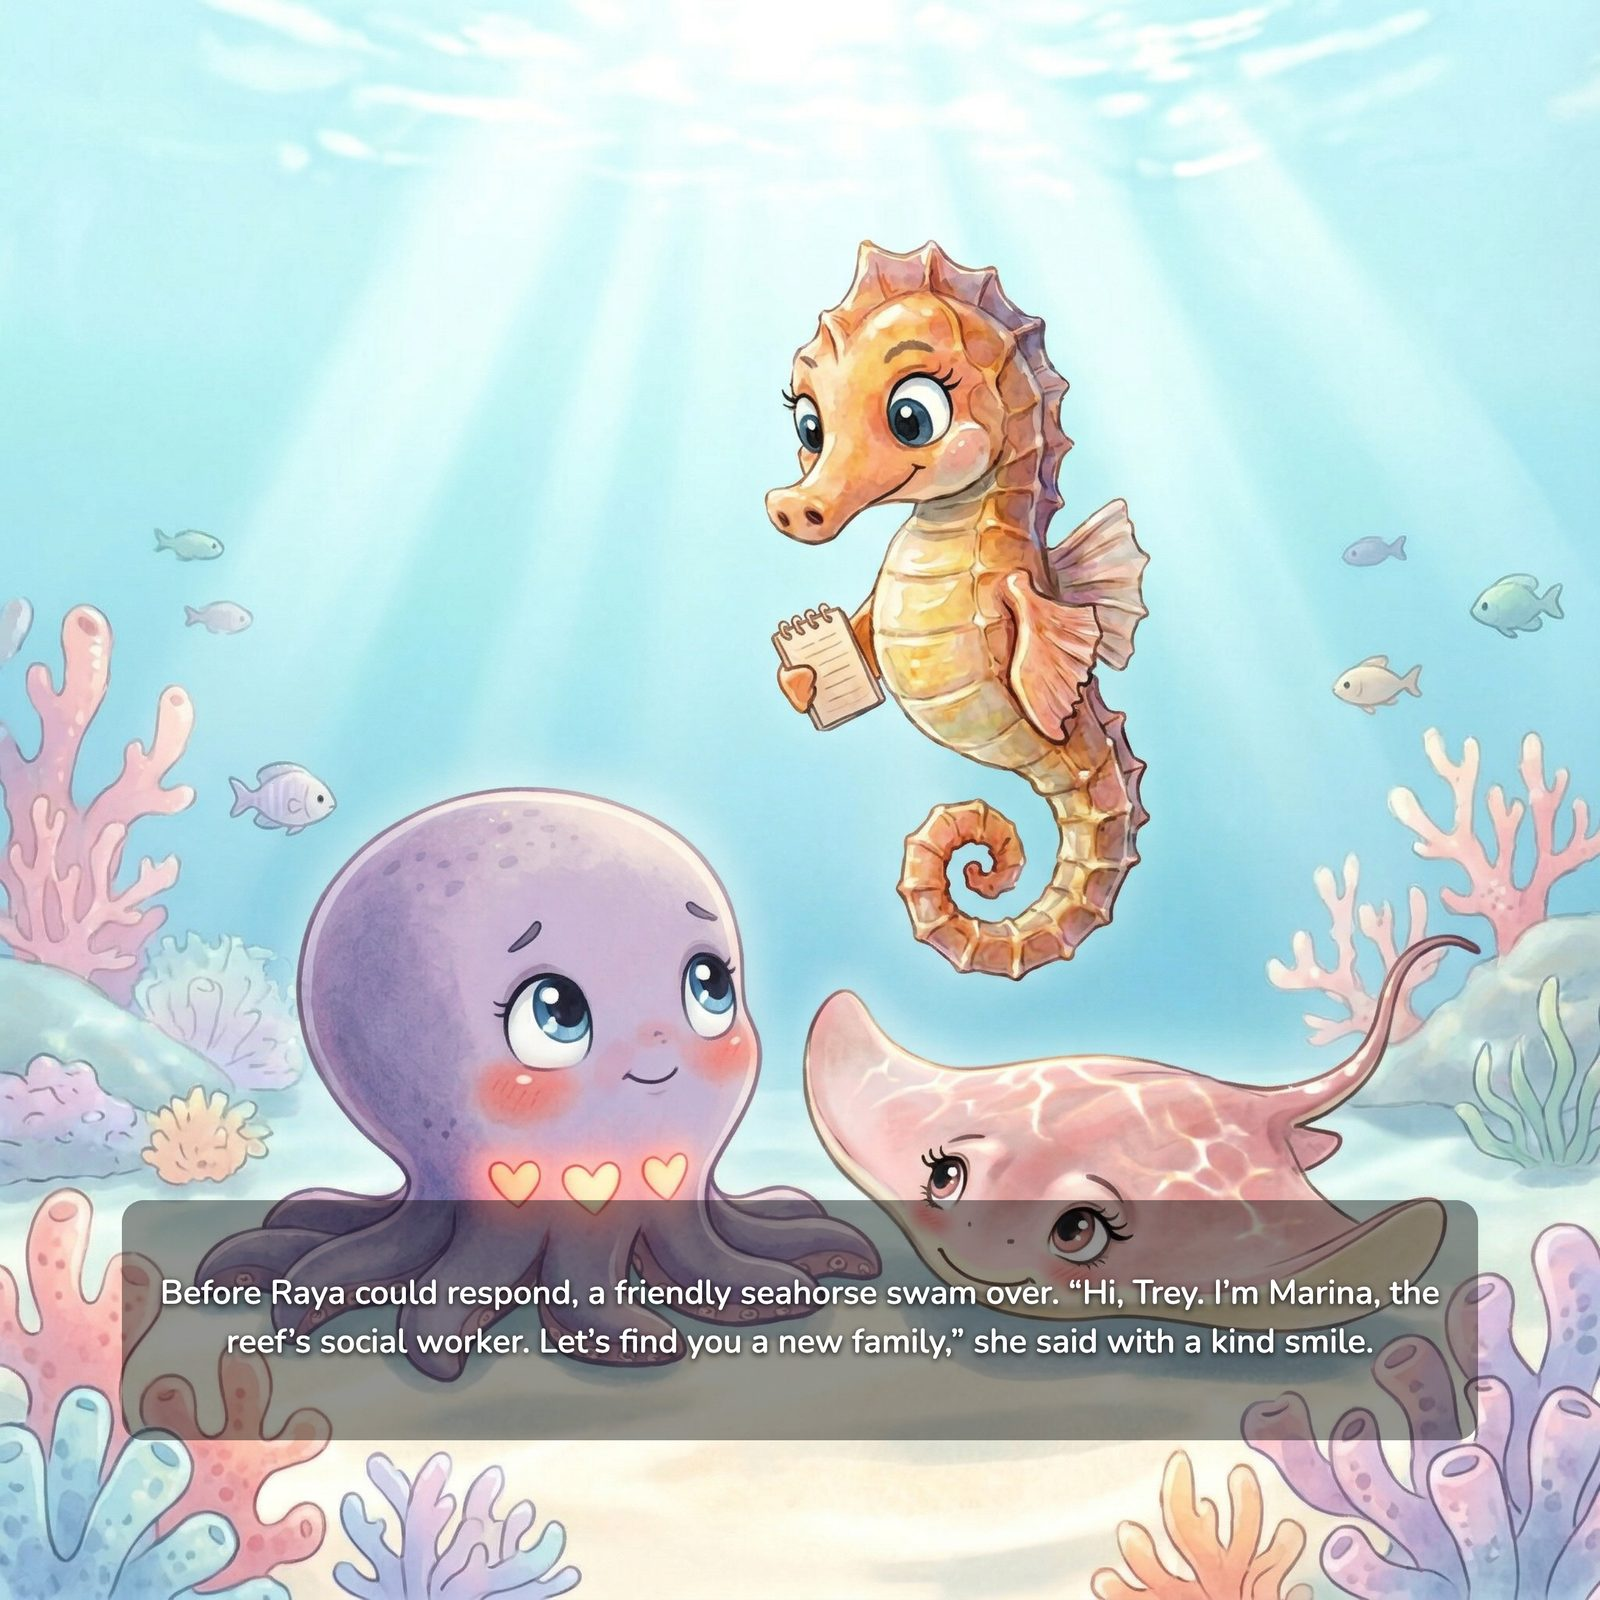 Before Raya could respond, a friendly seahorse swam over. “Hi, Trey. I’m Marina, the
reef’s social worker. Let’s find you a new family,” she said with a kind smile.